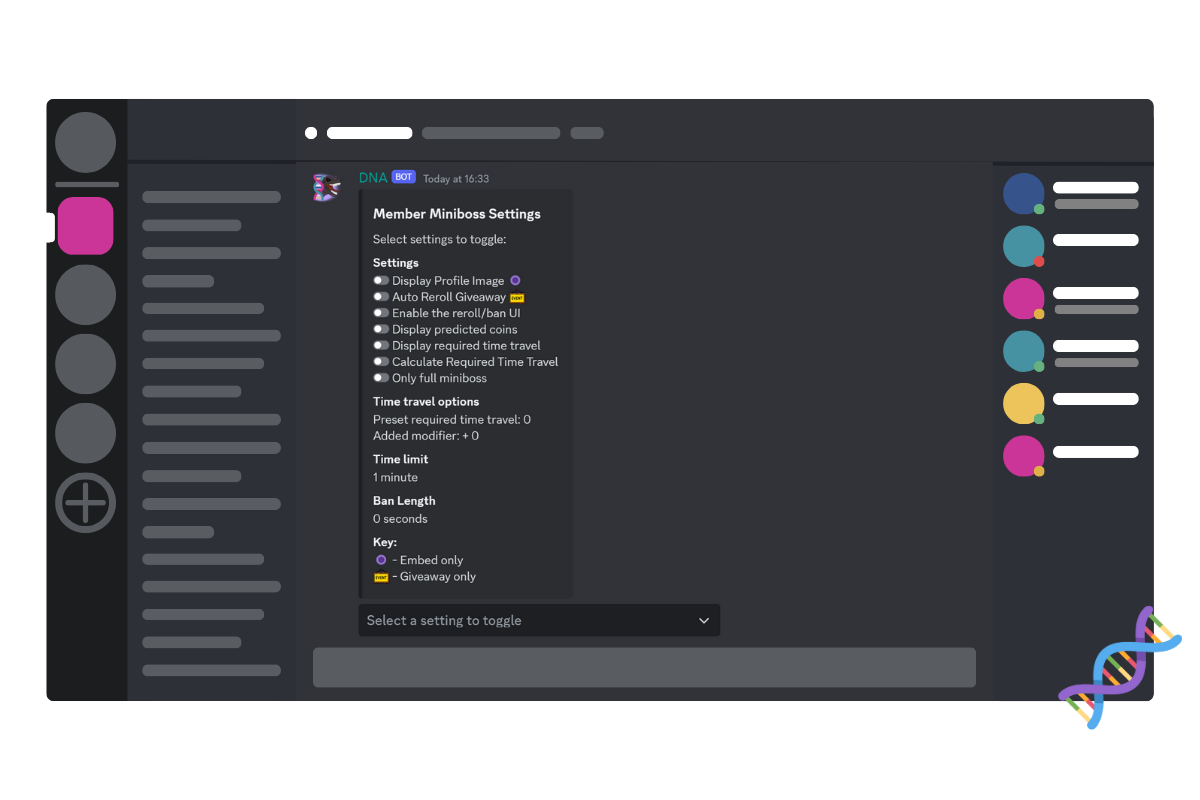 DNA BOT Today at 16:33
Member Miniboss Settings
Select settings to toggle:
Settings
Display Profile Image
Auto Reroll Giveaway EVENT
Enable the reroll/ban UI
Display predicted coins
Display required time travel
Calculate Required Time Travel
Only full miniboss
Time travel options
Preset required time travel: 0
Added modifier: + 0
Time limit
1 minute
Ban Length
0 seconds
Key:
- Embed only
EVENT - Giveaway only
Select a setting to toggle